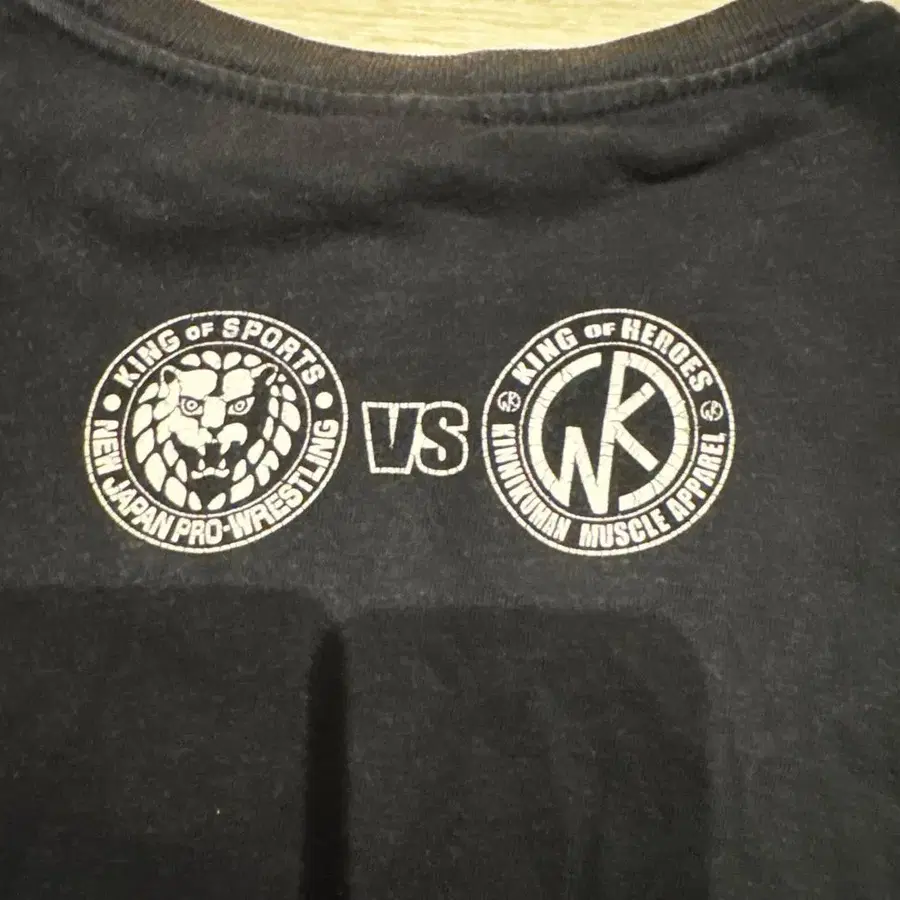 KING OF SPORTS
NEW JAPAN PRO-WRESTLING
VS
KING OF HEROES
KINNIKUMAN MUSCLE APPAREL